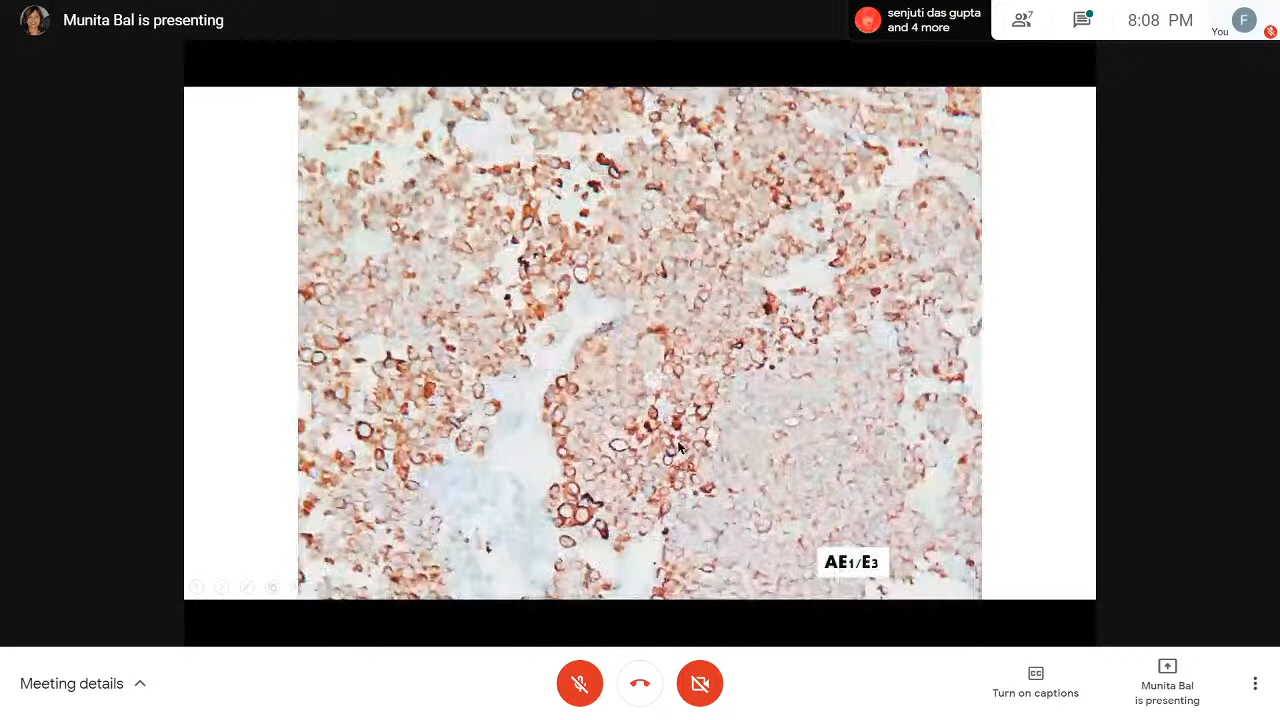 Munita Bal is presenting
senjuti das gupta
and 4 more
7
8:08 PM
You
F
AE1/E3
Meeting details
Turn on captions
Munita Bal
is presenting